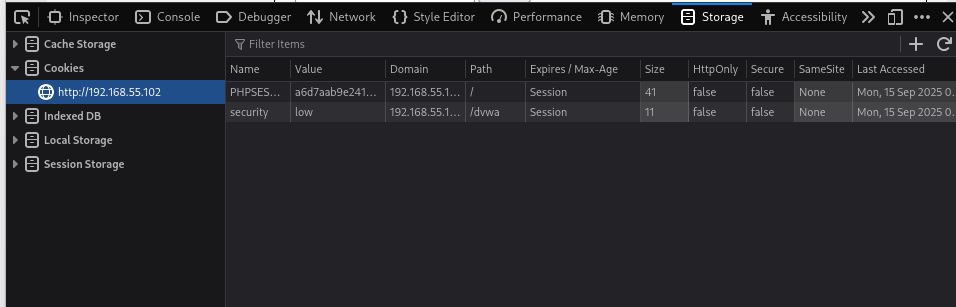 Inspector Console Debugger Network Style Editor Performance Memory Storage Accessibility
Cache Storage
Filter Items
Cookies
Name Value Domain Path Expires / Max-Age Size HttpOnly Secure SameSite Last Accessed
http://192.168.55.102
PHPSES... a6d7aab9e241... 192.168.55.1... / Session 41 false false None Mon, 15 Sep 2025 0.
security low 192.168.55.1... /dvwa Session 11 false false None Mon, 15 Sep 2025 0.
Indexed DB
Local Storage
Session Storage